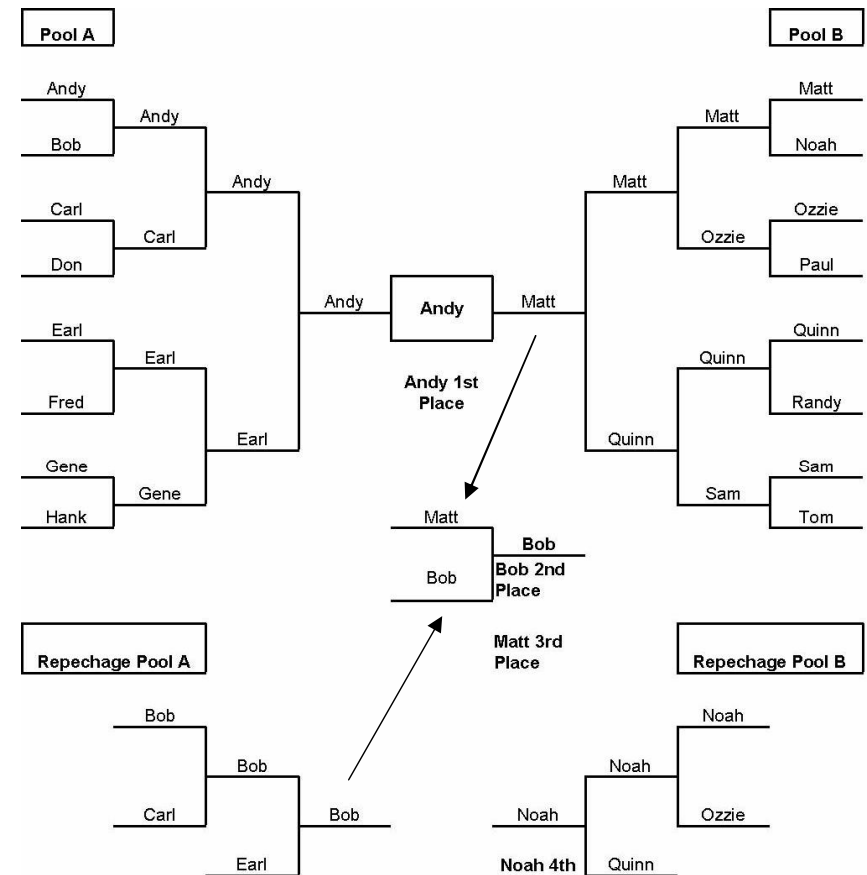 Pool A
Pool B
Andy
Matt
Andy
Matt
Bob
Noah
Andy
Matt
Carl
Ozzie
Carl
Ozzie
Don
Paul
Andy
Andy
Matt
Earl
Quinn
Earl
Quinn
Fred
Randy
Andy 1st
Place
Earl
Quinn
Gene
Sam
Gene
Sam
Hank
Tom
Matt
Bob
Bob
Bob 2nd
Place
Matt 3rd
Place
Repechage Pool A
Repechage Pool B
Bob
Noah
Bob
Noah
Carl
Bob
Noah
Ozzie
Earl
Noah 4th
Quinn